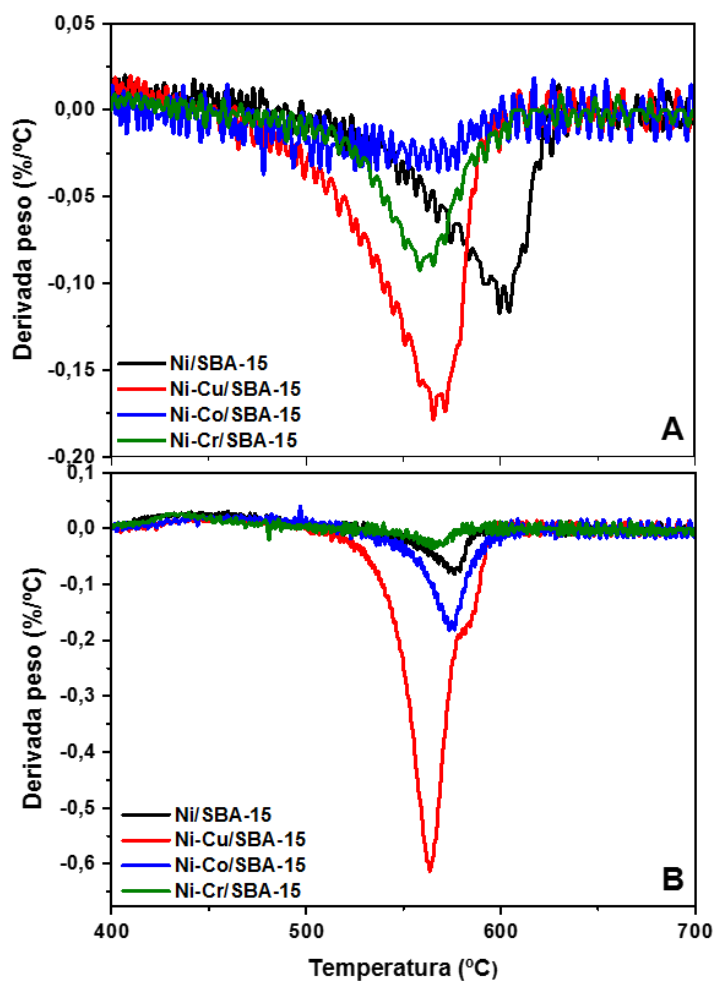 0,05
0,00
-0,05
-0,10
-0,15
-0,20
Derivada peso (%/ºC)
Ni/SBA-15
Ni-Cu/SBA-15
Ni-Co/SBA-15
Ni-Cr/SBA-15
A
0,1
0,0
-0,1
-0,2
-0,3
-0,4
-0,5
-0,6
Derivada peso (%/ºC)
Ni/SBA-15
Ni-Cu/SBA-15
Ni-Co/SBA-15
Ni-Cr/SBA-15
B
400 500 600 700
Temperatura (ºC)